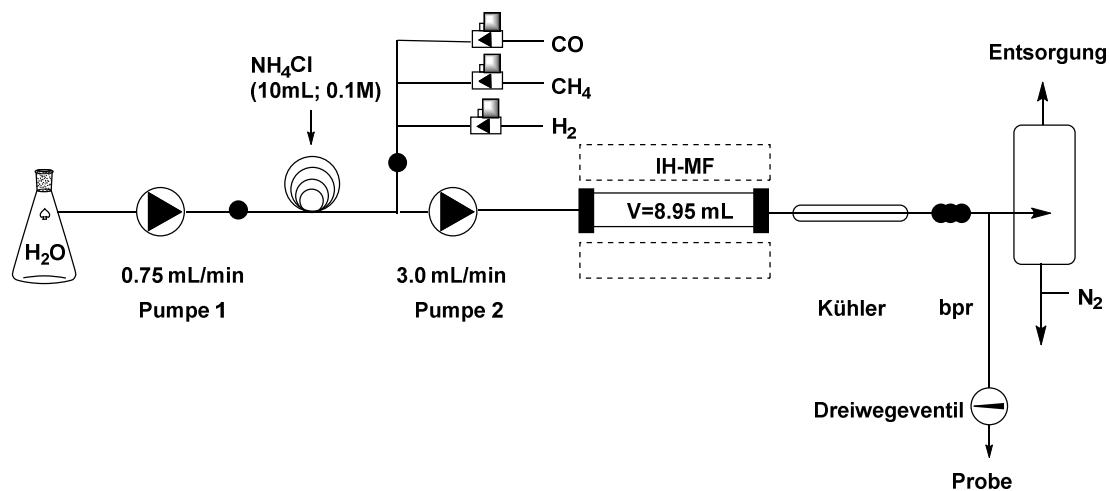 NH₄Cl
(10mL; 0.1M)
CO
CH₄
H₂
Entsorgung
IH-MF
V=8.95 mL
H₂O
0.75 mL/min
Pumpe 1
3.0 mL/min
Pumpe 2
Kühler
bpr
N₂
Dreiwegeventil
Probe